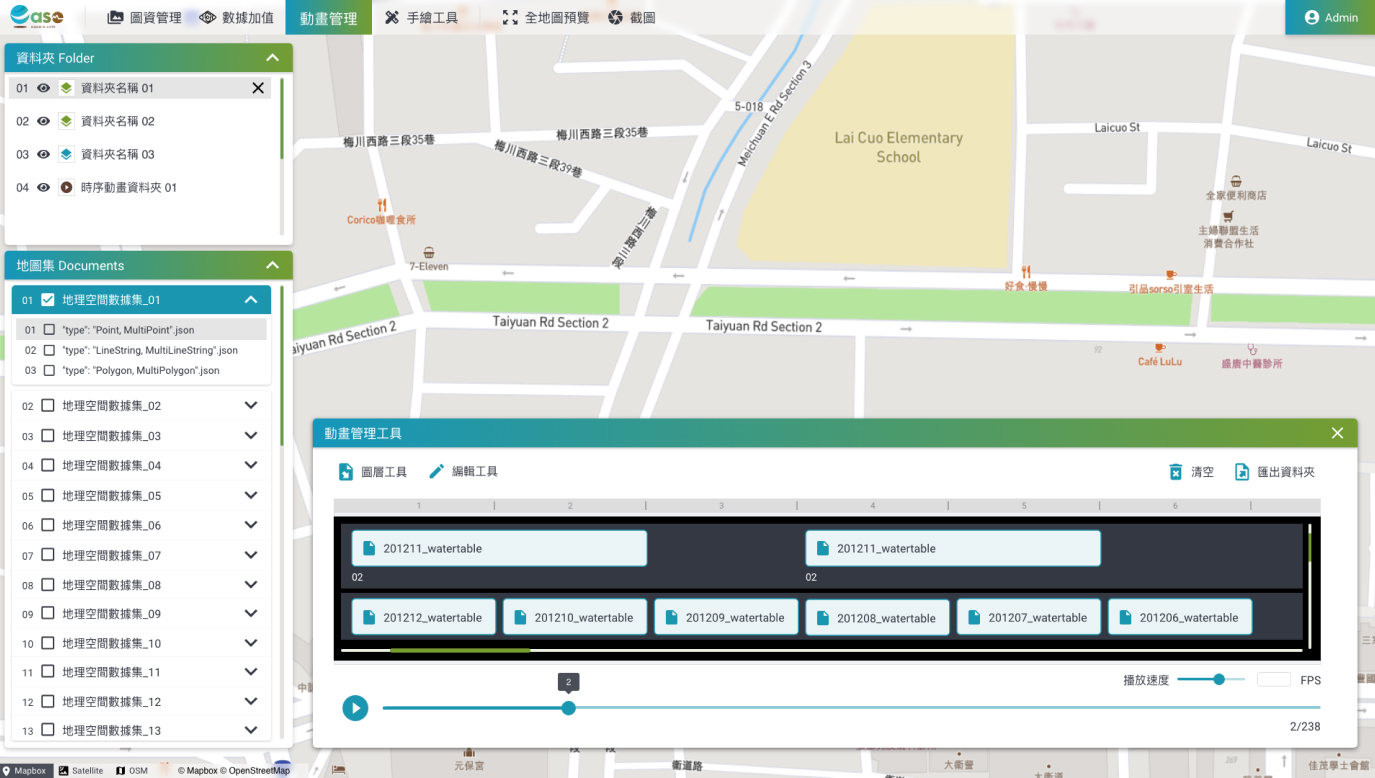 圖資管理
數據加值
動畫管理
手繪工具
全地圖預覽
截圖
Admin
資料夾 Folder
01 資料夾名稱 01
02 資料夾名稱 02
03 資料夾名稱 03
04 時序動畫資料夾 01
地圖集 Documents
01 地理空間數據集_01
01 "type": "Point, MultiPoint".json
02 "type": "LineString, MultiLineString".json
03 "type": "Polygon, MultiPolygon".json
02 地理空間數據集_02
03 地理空間數據集_03
04 地理空間數據集_04
05 地理空間數據集_05
06 地理空間數據集_06
07 地理空間數據集_07
08 地理空間數據集_08
09 地理空間數據集_09
10 地理空間數據集_10
11 地理空間數據集_11
12 地理空間數據集_12
13 地理空間數據集_13
Mapbox
Satellite
OSM
© Mapbox © OpenStreetMap
5-018
Meichuan E Rd Section 3
梅川西路三段35巷
梅川西路三段35巷
梅川西路三段39巷
梅川西路三段
Lai Cuo Elementary
School
Laicuo St
Laicuo St
Corico咖哩食所
7-Eleven
全家便利商店
主婦聯盟生活
消費合作社
好食·慢慢
引品sorso引室生活
Taiyuan Rd Section 2
Taiyuan Rd Section 2
aiyuan Rd Section 2
Café LuLu
盛唐中醫診所
動畫管理工具
圖層工具
編輯工具
清空
匯出資料夾
1 2 3 4 5 6
201211_watertable
201211_watertable
02
02
201212_watertable
201210_watertable
201209_watertable
201208_watertable
201207_watertable
201206_watertable
播放速度
FPS
2
2/238
元保宮
衛道路
大衛營
佳茂學士會館